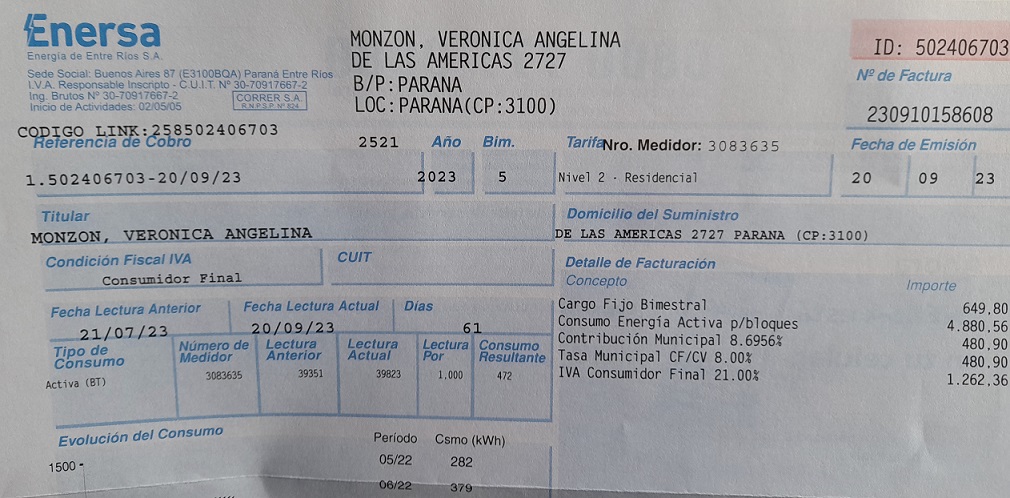 Enersa
Energía de Entre Ríos S.A.
Sede Social: Buenos Aires 87 (E3100BQA) Paraná Entre Ríos
I.V.A. Responsable Inscripto - C.U.I.T. Nº 30-70917667-2
Ing. Brutos Nº 30-70917667-2
Inicio de Actividades: 02/05/05
CORRER S.A.
R.N.P.S.P. Nº 824
MONZON, VERONICA ANGELINA
DE LAS AMERICAS 2727
B/P:PARANA
LOC:PARANA(CP:3100)
ID: 502406703
Nº de Factura
230910158608
CODIGO LINK:258502406703
Referencia de Cobro
2521
Año
Bim.
Tarifa
Nro. Medidor: 3083635
Fecha de Emisión
1.502406703-20/09/23
2023
5
Nivel 2 - Residencial
20
09
23
Titular
MONZON, VERONICA ANGELINA
Domicilio del Suministro
DE LAS AMERICAS 2727 PARANA (CP:3100)
Condición Fiscal IVA
Consumidor Final
CUIT
Detalle de Facturación
Concepto
Importe
Fecha Lectura Anterior
Fecha Lectura Actual
Días
21/07/23
20/09/23
61
Cargo Fijo Bimestral 649,80
Consumo Energía Activa p/bloques 4.880,56
Contribución Municipal 8.6956% 480,90
Tasa Municipal CF/CV 8.00% 480,90
IVA Consumidor Final 21.00% 1.262,36
Tipo de Consumo
Número de Medidor
Lectura Anterior
Lectura Actual
Lectura Por
Consumo Resultante
Activa (BT)
3083635
39351
39823
1,000
472
Evolución del Consumo
Período
Csmo (kWh)
1500
05/22
282
06/22
379